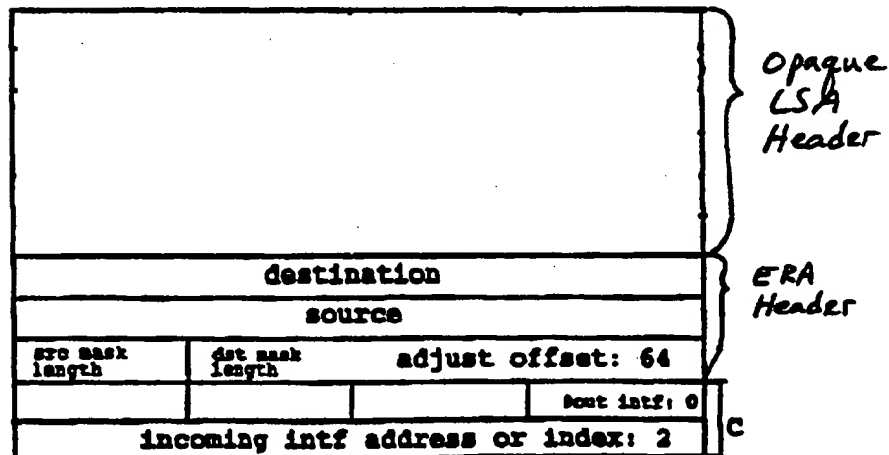 Opaque
LSA
Header
destination
ERA
Header
source
src mask length
dst mask length
adjust offset: 64
#out intf: 0
C
incoming intf address or index: 2